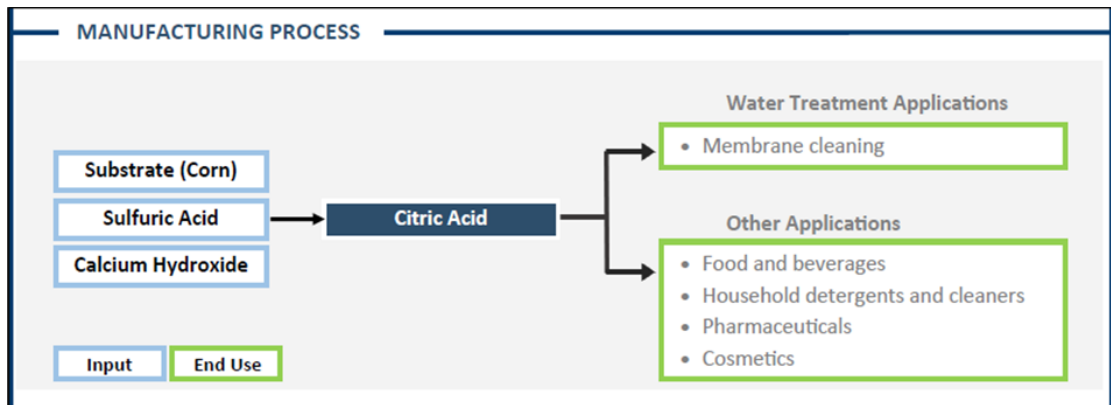 MANUFACTURING PROCESS
Water Treatment Applications
• Membrane cleaning
Substrate (Corn)
Sulfuric Acid
Calcium Hydroxide
Citric Acid
Other Applications
• Food and beverages
• Household detergents and cleaners
• Pharmaceuticals
• Cosmetics
Input
End Use